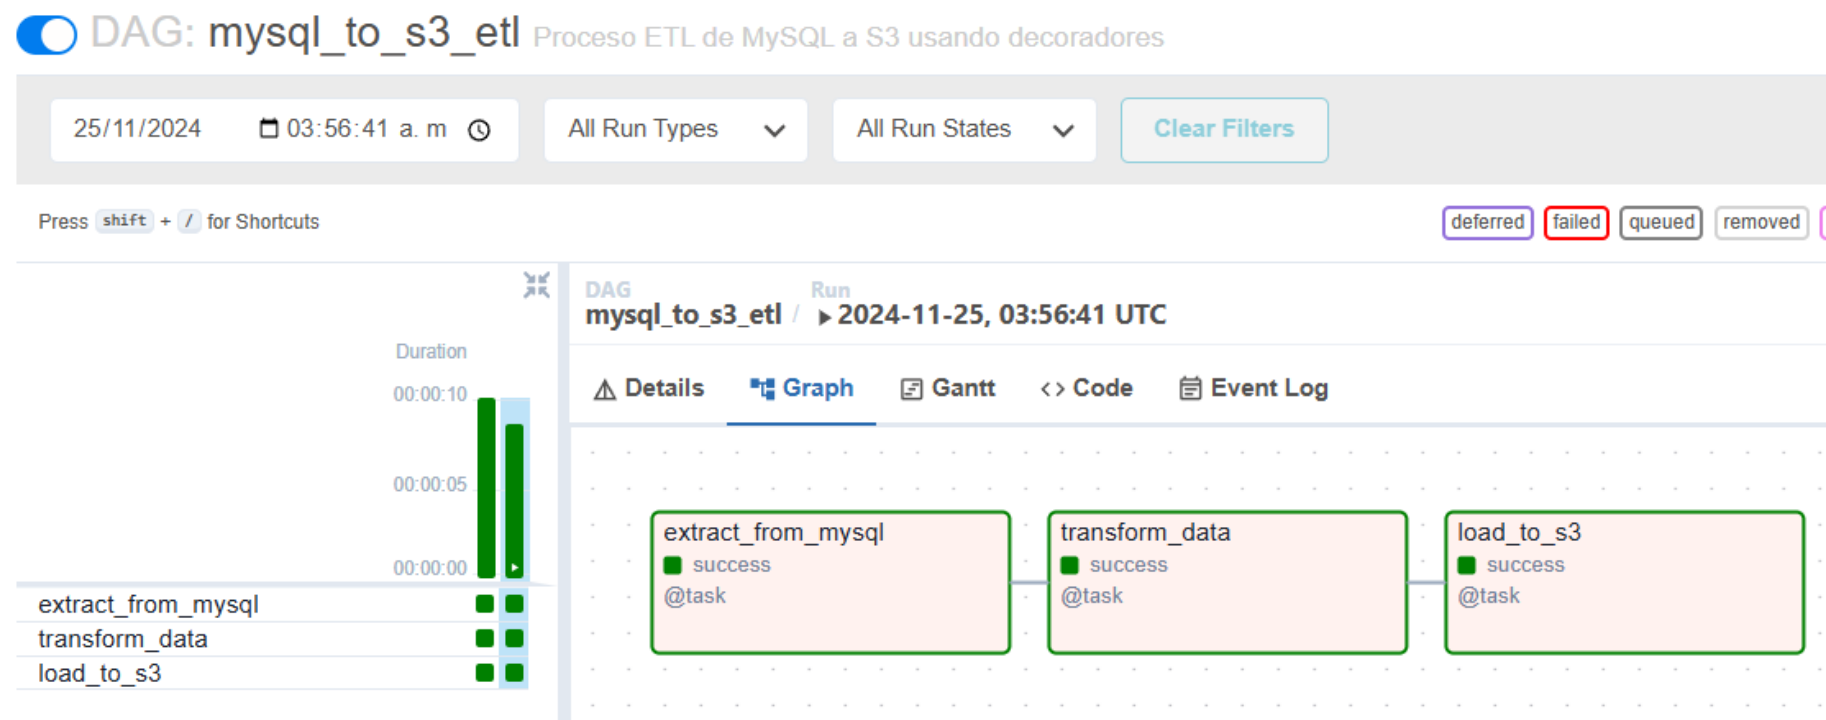 DAG: mysql_to_s3_etl Proceso ETL de MySQL a S3 usando decoradores
25/11/2024 03:56:41 a. m All Run Types All Run States Clear Filters
Press shift + / for Shortcuts deferred failed queued removed
DAG Run
mysql_to_s3_etl / 2024-11-25, 03:56:41 UTC
Details Graph Gantt Code Event Log
Duration
00:00:10
00:00:05
00:00:00
extract_from_mysql
transform_data
load_to_s3
extract_from_mysql
success
@task
transform_data
success
@task
load_to_s3
success
@task